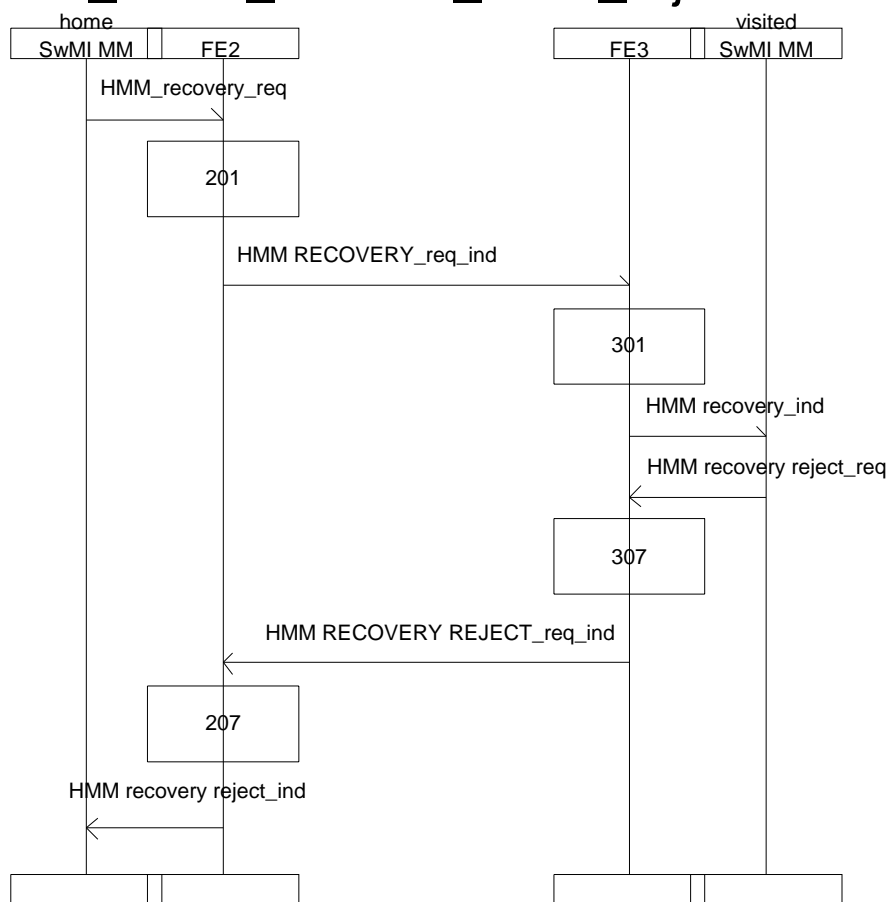 home
visited
SwMI MM
FE2
FE3
SwMI MM
HMM_recovery_req
201
HMM RECOVERY_req_ind
301
HMM recovery_ind
HMM recovery reject_req
307
HMM RECOVERY REJECT_req_ind
207
HMM recovery reject_ind